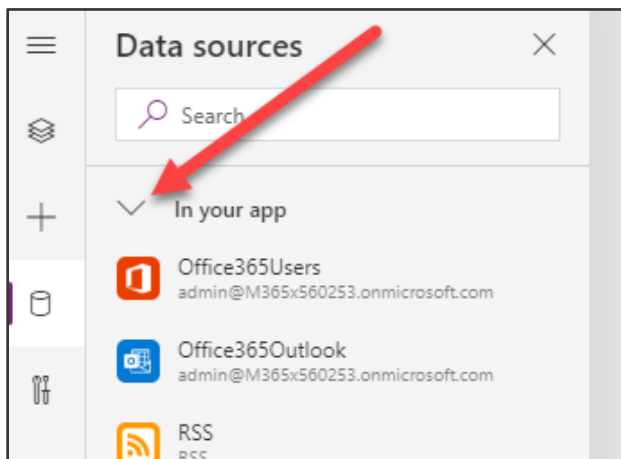 Data sources
Search
In your app
Office365Users
admin@M365x560253.onmicrosoft.com
Office365Outlook
admin@M365x560253.onmicrosoft.com
RSS
RSS